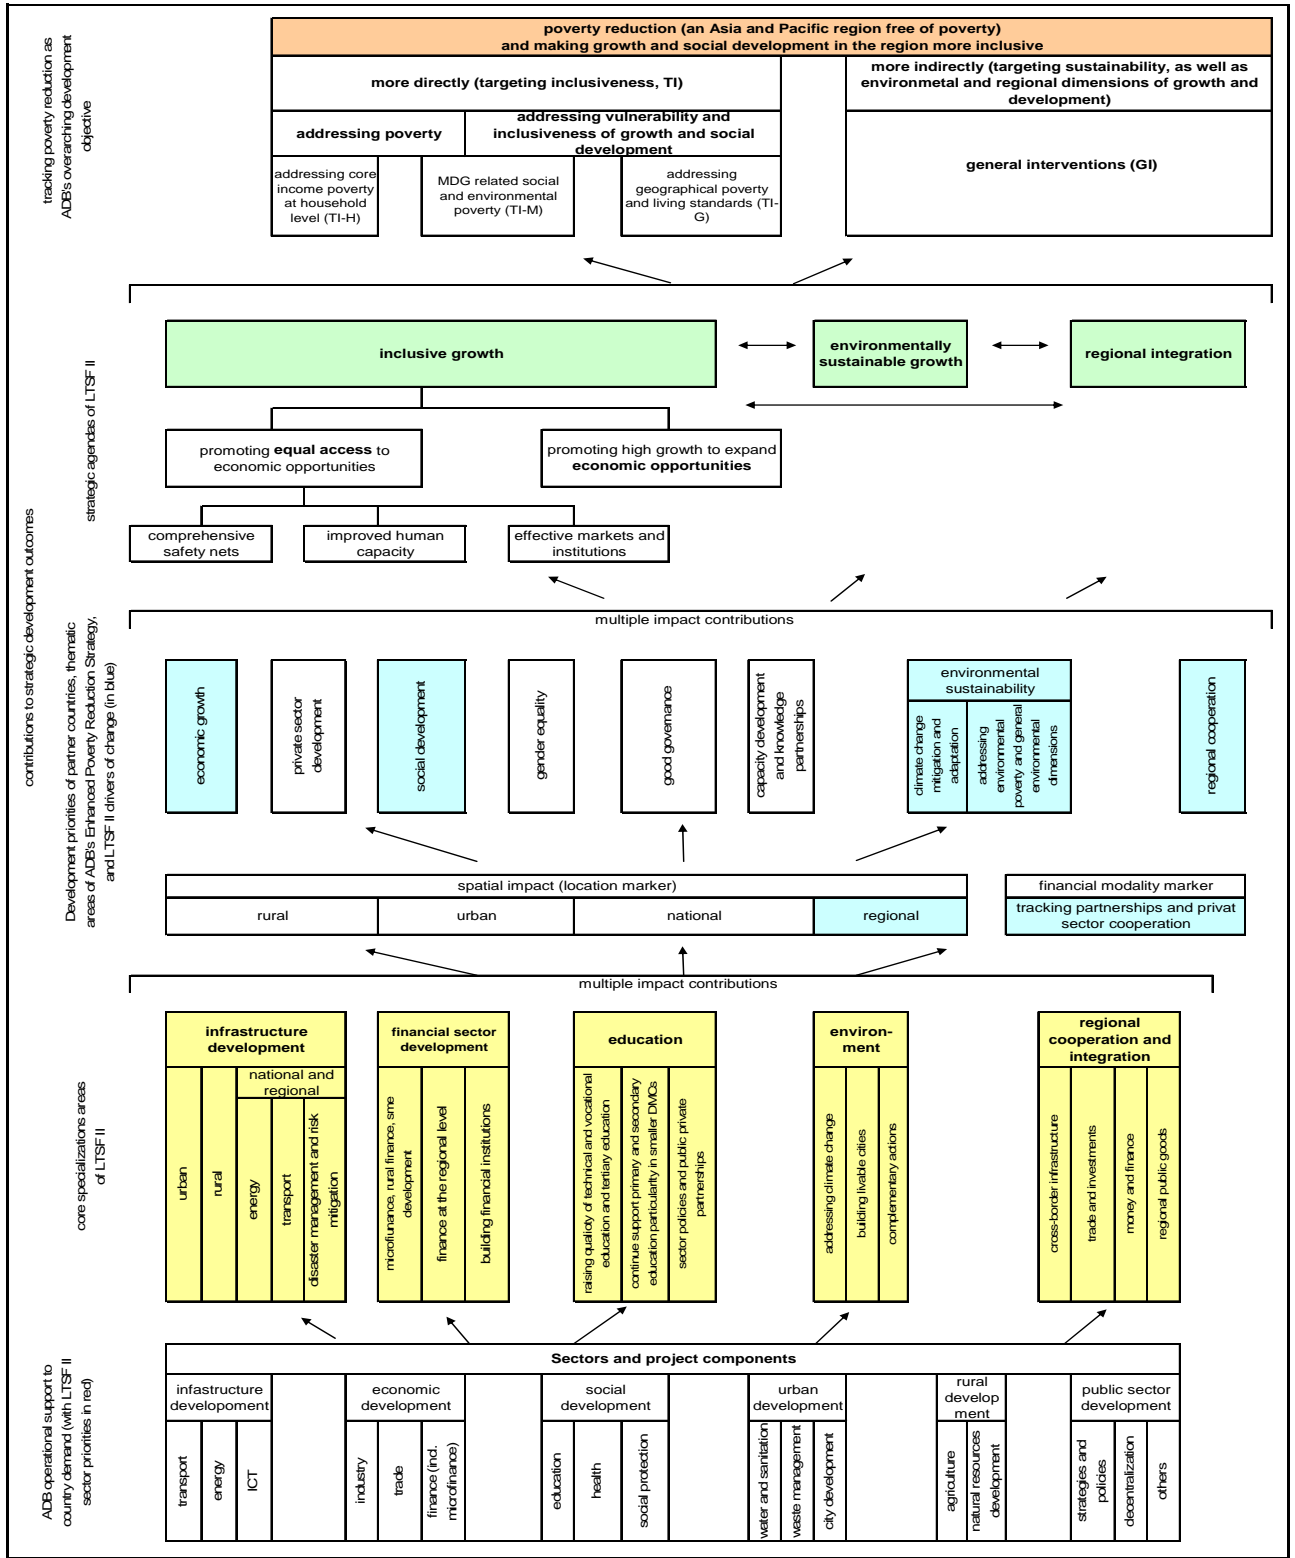 poverty reduction (an Asia and Pacific region free of poverty)
and making growth and social development in the region more inclusive
more directly (targeting inclusiveness, TI)
more indirectly (targeting sustainability, as well as
environmetal and regional dimensions of growth and
development)
addressing poverty
addressing vulnerability and
inclusiveness of growth and social
development
general interventions (GI)
addressing core
income poverty
at household
level (TI-H)
MDG related social
and environmental
poverty (TI-M)
addressing
geographical poverty
and living standards (TI-
G)
tracking poverty reduction as
ADB's overarching development
objective
inclusive growth
environmentally
sustainable growth
regional integration
promoting equal access to
economic opportunities
promoting high growth to expand
economic opportunities
comprehensive
safety nets
improved human
capacity
effective markets and
institutions
strategic agendas of LTSF II
contributions to strategic development outcomes
multiple impact contributions
economic growth
private sector
development
social development
gender equality
good governance
capacity development
and knowledge
partnerships
environmental
sustainability
climate change
mitigation and
adaptation
addressing
environmental
poverty and general
environmental
dimensions
regional cooperation
Development priorities of partner countries, thematic
areas of ADB's Enhanced Poverty Reduction Strategy,
and LTSF II drivers of change (in blue)
spatial impact (location marker)
rural
urban
national
regional
financial modality marker
tracking partnerships and privat
sector cooperation
multiple impact contributions
infrastructure
development
national and
regional
urban
rural
energy
transport
disaster management and risk
mitigation
financial sector
development
microfiunance, rural finance, sme
development
finance at the regional level
building financial institutions
education
raising qualioty of technical and vocational
education and tertiary education
continue support primary and secondary
education particularity in smaller DMCs
sector policies and public private
partnerships
environ-
ment
addressing climate change
building livable cities
complementary actions
regional
cooperation and
integration
cross-border infrastructure
trade and investments
money and finance
regional public goods
core specializations areas
of LTSF II
Sectors and project components
infastructure
developoment
transport
energy
ICT
economic
development
industry
trade
finance (incl.
microfinance)
social
development
education
health
social protection
urban
development
water and sanitation
waste management
city development
rural
develop
ment
agriculture
natural resources
development
public sector
development
strategies and
policies
decentralization
others
ADB operational support to
country demand (with LTSF II
sector priorities in red)